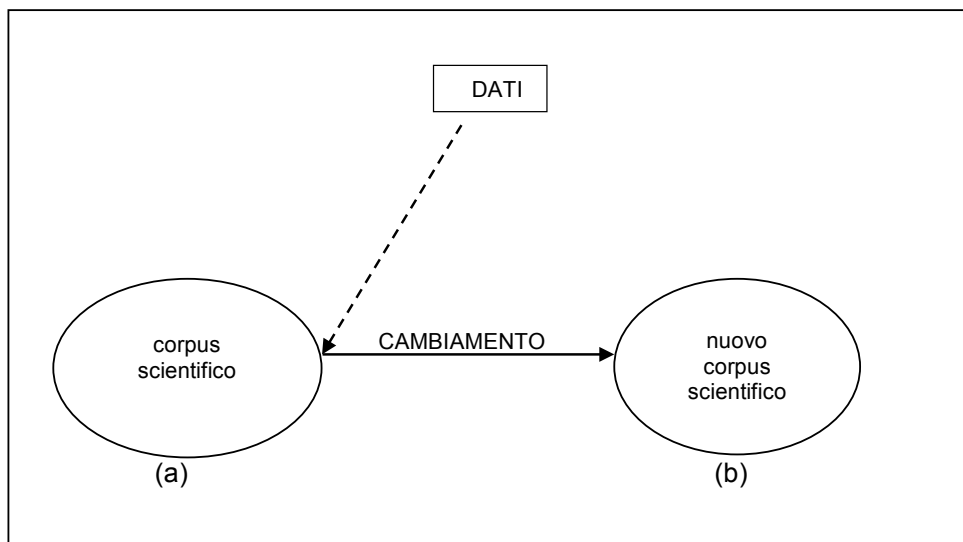 DATI
corpus
scientifico
CAMBIAMENTO
nuovo
corpus
scientifico
(a)
(b)